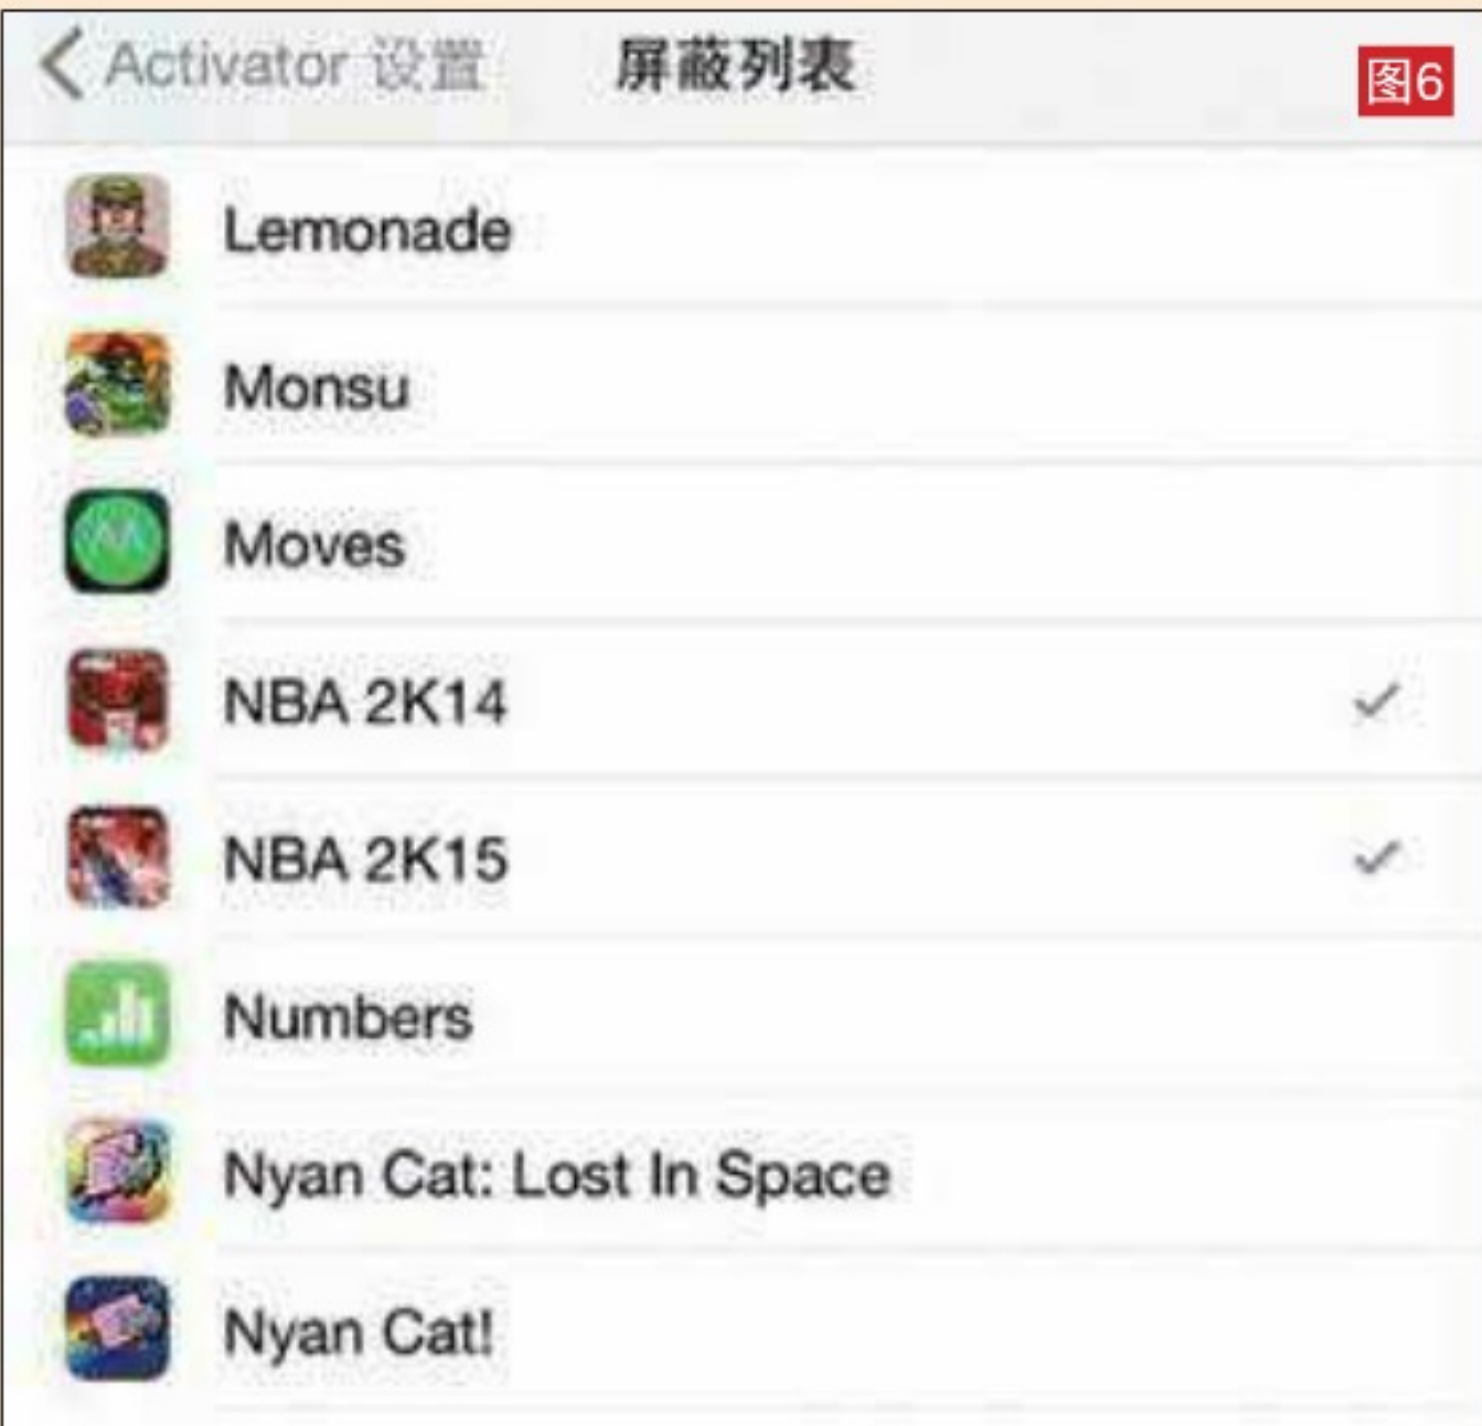 Activator 设置 屏蔽列表 图6
Lemonade
Monsu
Moves
NBA 2K14
NBA 2K15
Numbers
Nyan Cat: Lost In Space
Nyan Cat!